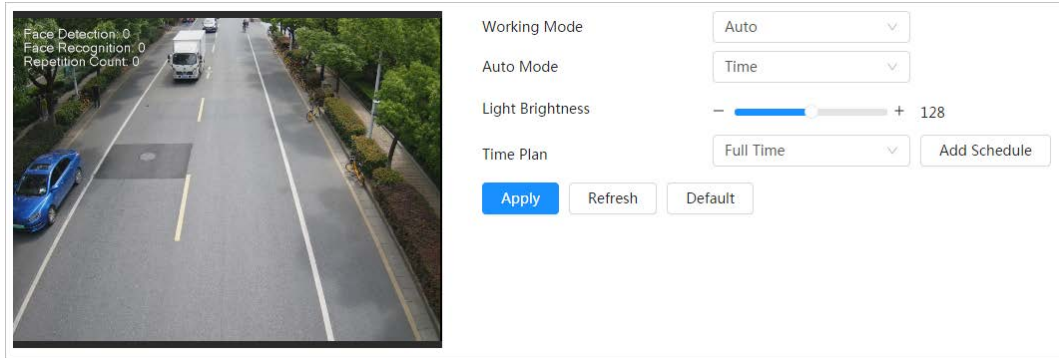 Face Detection: 0
Face Recognition: 0
Repetition Count: 0
Working Mode
Auto
Auto Mode
Time
Light Brightness
− + 128
Time Plan
Full Time
Add Schedule
Apply
Refresh
Default